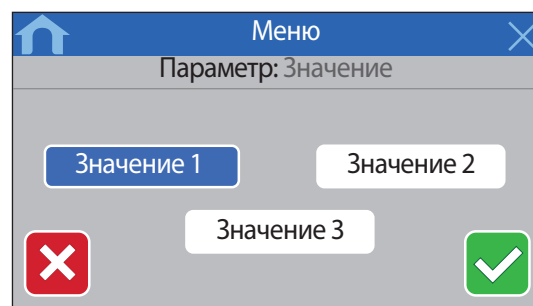 Меню
Параметр: Значение
Значение 1
Значение 2
Значение 3